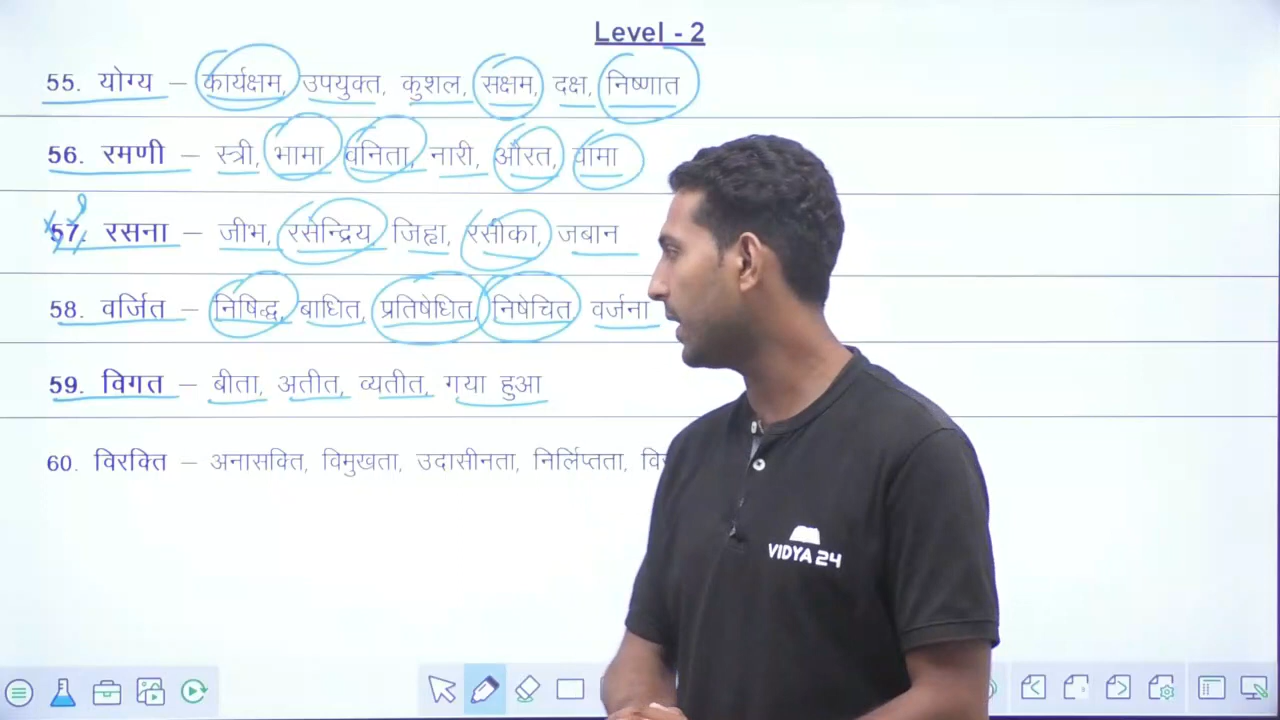 Level - 2
55. योग्य – कार्यक्षम, उपयुक्त, कुशल, सक्षम, दक्ष, निष्णात
56. रमणी – स्त्री, भामा, वनिता, नारी, औरत, वामा
57. रसना – जीभ, रसेन्द्रिय, जिह्वा, रसीका, जबान
58. वर्जित – निषिद्ध, बाधित, प्रतिषेधित, निषेचित, वर्जना
59. विगत – बीता, अतीत, व्यतीत, गया हुआ
60. विरक्ति – अनासक्ति, विमुखता, उदासीनता, निर्लिप्तता,
VIDYA 24